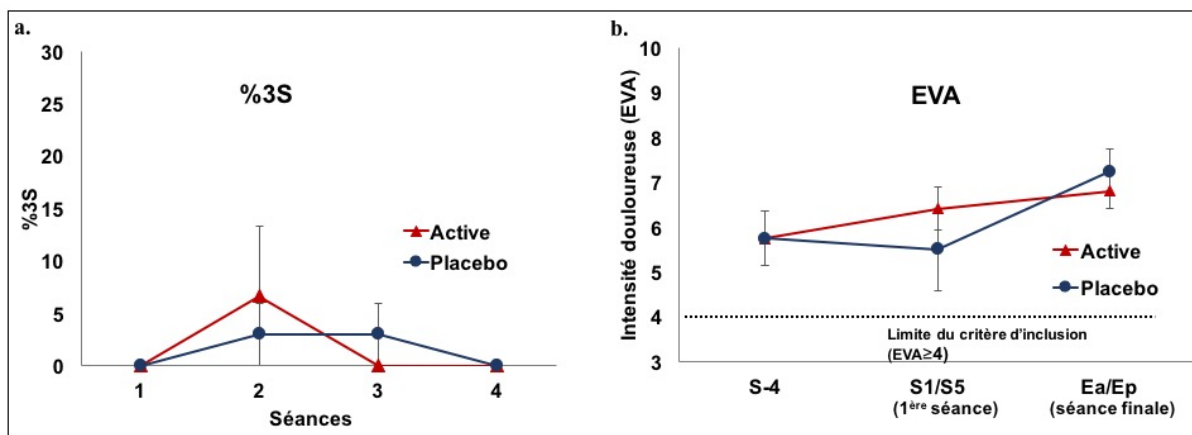 a.
%3S
30
25
20
15
10
5
0
%3S
Active
Placebo
1 2 3 4
Séances
b.
EVA
Intensité douloureuse (EVA)
10
9
8
7
6
5
4
3
Active
Placebo
Limite du critère d'inclusion
(EVA≥4)
S-4 S1/S5 Ea/Ep
(1ère séance) (séance finale)